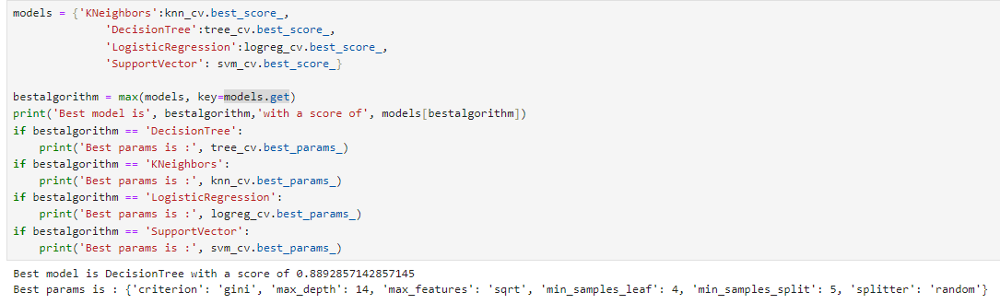 models = {'KNeighbors':knn_cv.best_score_,
              'DecisionTree':tree_cv.best_score_,
              'LogisticRegression':logreg_cv.best_score_,
              'SupportVector': svm_cv.best_score_}
bestalgorithm = max(models, key=models.get)
print('Best model is', bestalgorithm,'with a score of', models[bestalgorithm])
if bestalgorithm == 'DecisionTree':
    print('Best params is :', tree_cv.best_params_)
if bestalgorithm == 'KNeighbors':
    print('Best params is :', knn_cv.best_params_)
if bestalgorithm == 'LogisticRegression':
    print('Best params is :', logreg_cv.best_params_)
if bestalgorithm == 'SupportVector':
    print('Best params is :', svm_cv.best_params_)
Best model is DecisionTree with a score of 0.8892857142857145
Best params is : {'criterion': 'gini', 'max_depth': 14, 'max_features': 'sqrt', 'min_samples_leaf': 4, 'min_samples_split': 5, 'splitter': 'random'}